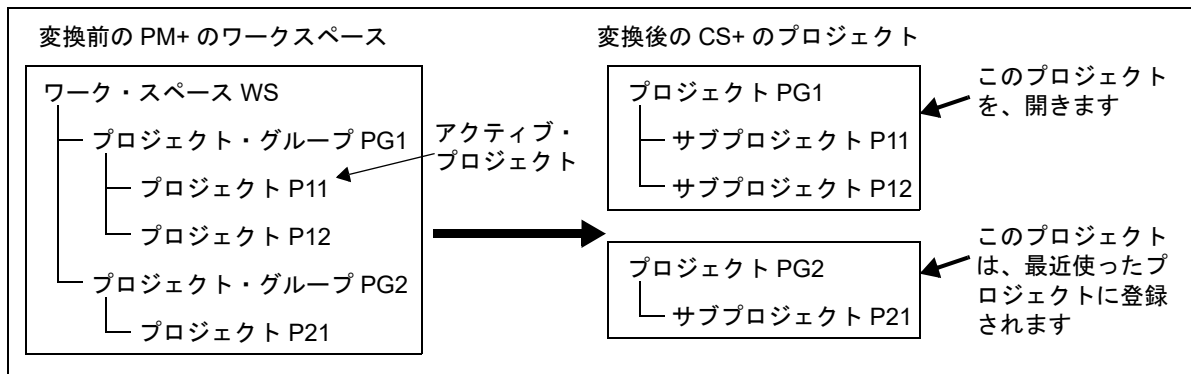 変換前の PM+ のワークスペース
ワーク・スペース WS
プロジェクト・グループ PG1
プロジェクト P11
プロジェクト P12
プロジェクト・グループ PG2
プロジェクト P21
アクティブ・
プロジェクト
変換後の CS+ のプロジェクト
プロジェクト PG1
サブプロジェクト P11
サブプロジェクト P12
このプロジェクト
を、開きます
プロジェクト PG2
サブプロジェクト P21
このプロジェクト
は、最近使ったプ
ロジェクトに登録
されます